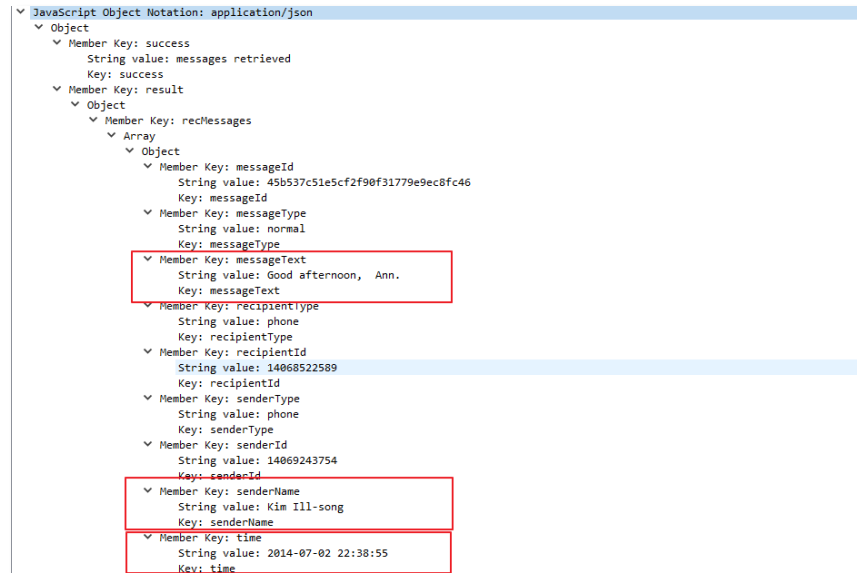 JavaScript Object Notation: application/json
Object
Member Key: success
String value: messages retrieved
Key: success
Member Key: result
Object
Member Key: recMessages
Array
Object
Member Key: messageId
String value: 45b537c51e5cf2f90f31779e9ec8fc46
Key: messageId
Member Key: messageType
String value: normal
Key: messageType
Member Key: messageText
String value: Good afternoon,  Ann.
Key: messageText
Member Key: recipientType
String value: phone
Key: recipientType
Member Key: recipientId
String value: 14068522589
Key: recipientId
Member Key: senderType
String value: phone
Key: senderType
Member Key: senderId
String value: 14069243754
Key: senderId
Member Key: senderName
String value: Kim Ill-song
Key: senderName
Member Key: time
String value: 2014-07-02 22:38:55
Key: time